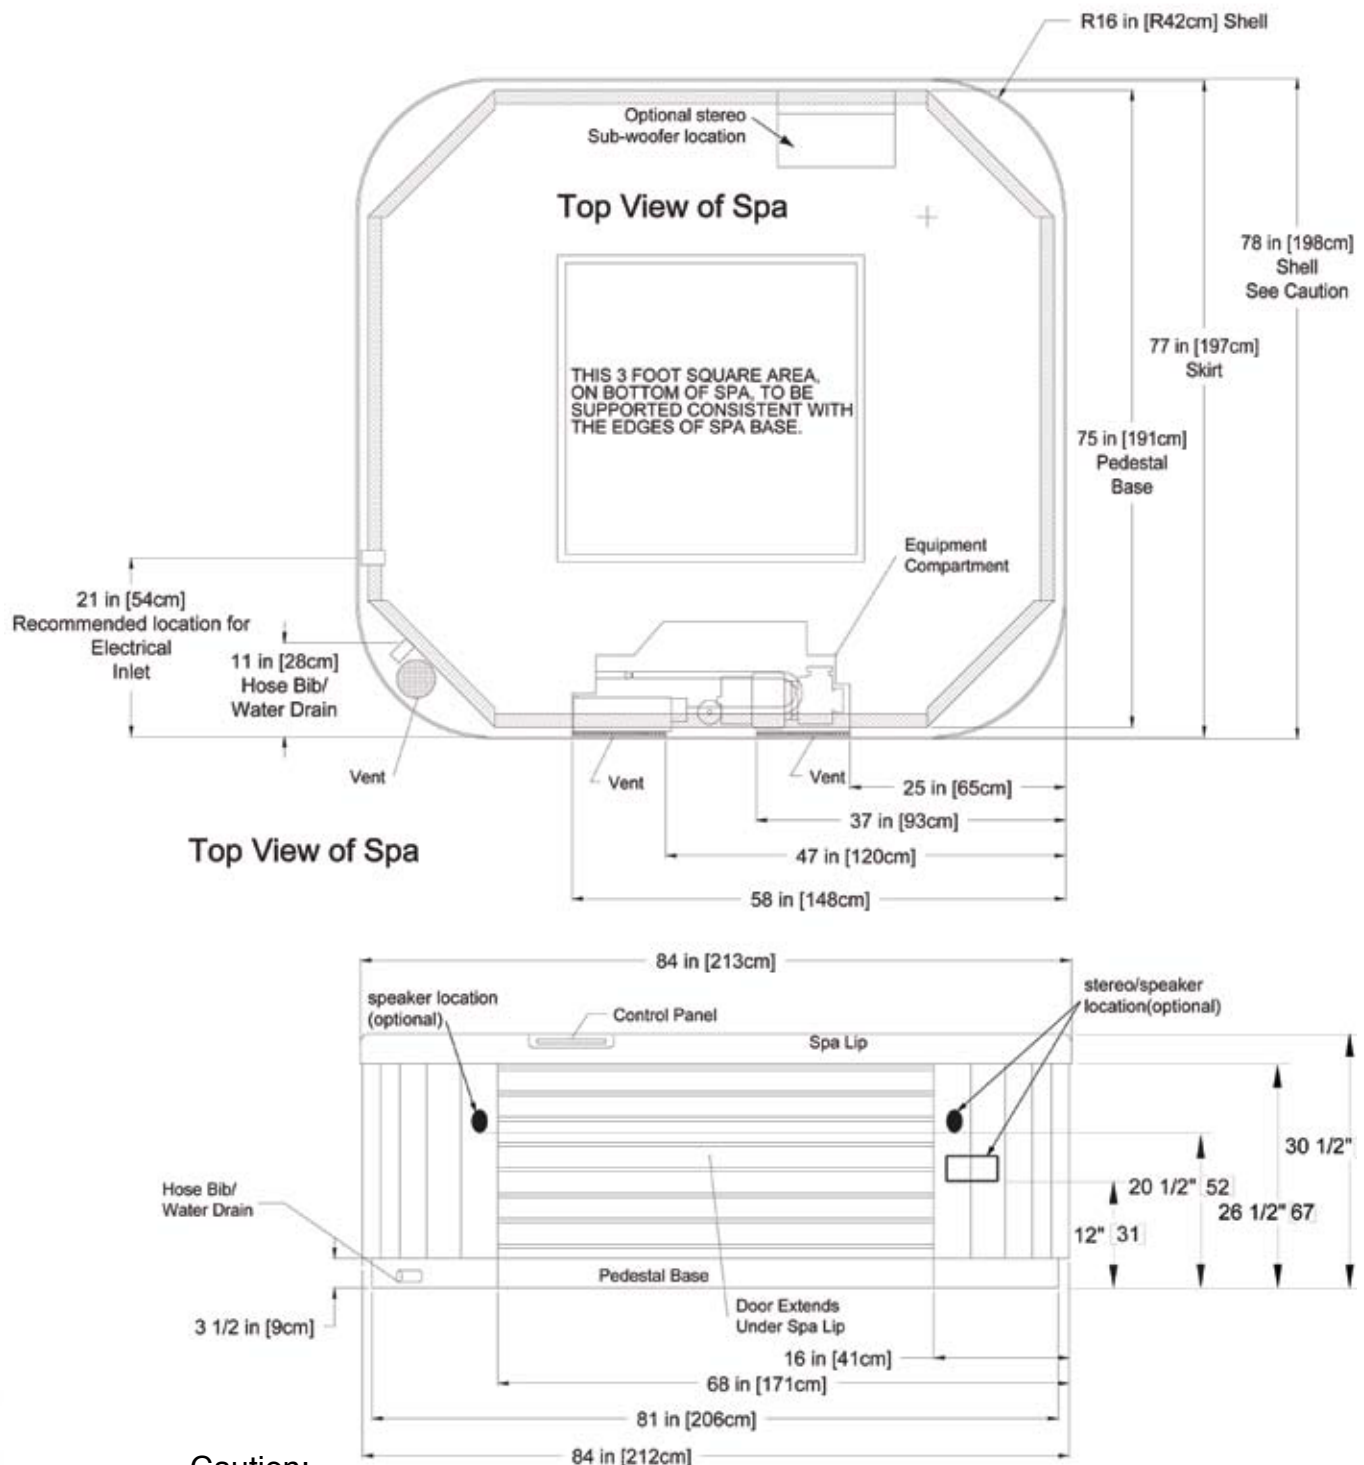 R16 in [R42cm] Shell
Optional stereo
Sub-woofer location
Top View of Spa
78 in [198cm]
Shell
See Caution
77 in [197cm]
Skirt
THIS 3 FOOT SQUARE AREA,
ON BOTTOM OF SPA, TO BE
SUPPORTED CONSISTENT WITH
THE EDGES OF SPA BASE.
75 in [191cm]
Pedestal
Base
Equipment
Compartment
21 in [54cm]
Recommended location for
Electrical
Inlet
11 in [28cm]
Hose Bib/
Water Drain
Vent
Vent
Vent
25 in [65cm]
37 in [93cm]
47 in [120cm]
58 in [148cm]
Top View of Spa
84 in [213cm]
speaker location
(optional)
Control Panel
stereo/speaker
location(optional)
Spa Lip
30 1/2"
Hose Bib/
Water Drain
20 1/2" 52
26 1/2" 67
12" 31
Pedestal Base
Door Extends
Under Spa Lip
3 1/2 in [9cm]
16 in [41cm]
68 in [171cm]
81 in [206cm]
84 in [212cm]
Caution: